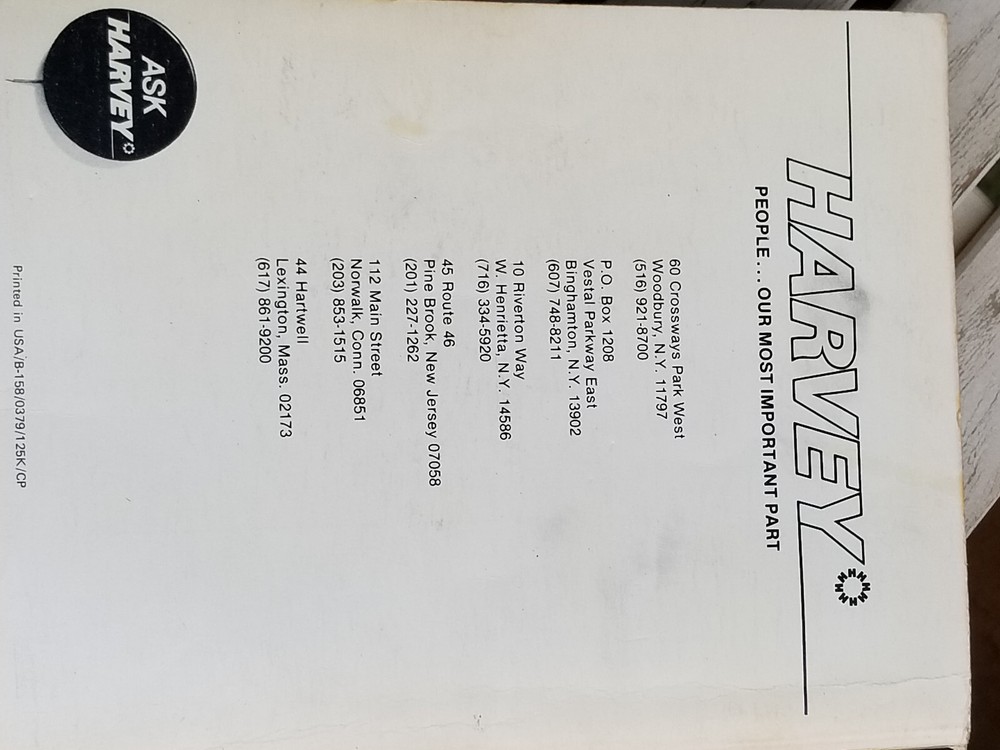 HARVEY
PEOPLE... OUR MOST IMPORTANT PART
60 Crossways Park West
Woodbury, N.Y. 11797
(516) 921-8700
P.O. Box 1208
Vestal Parkway East
Binghamton, N.Y. 13902
(607) 748-8211
10 Riverton Way
W. Henrietta, N.Y. 14586
(716) 334-5920
45 Route 46
Pine Brook, New Jersey 07058
(201) 227-1262
112 Main Street
Norwalk, Conn. 06851
(203) 853-1515
44 Hartwell
Lexington, Mass. 02173
(617) 861-9200
ASK
HARVEY
Printed in USA/B-158/0379/125K/CP